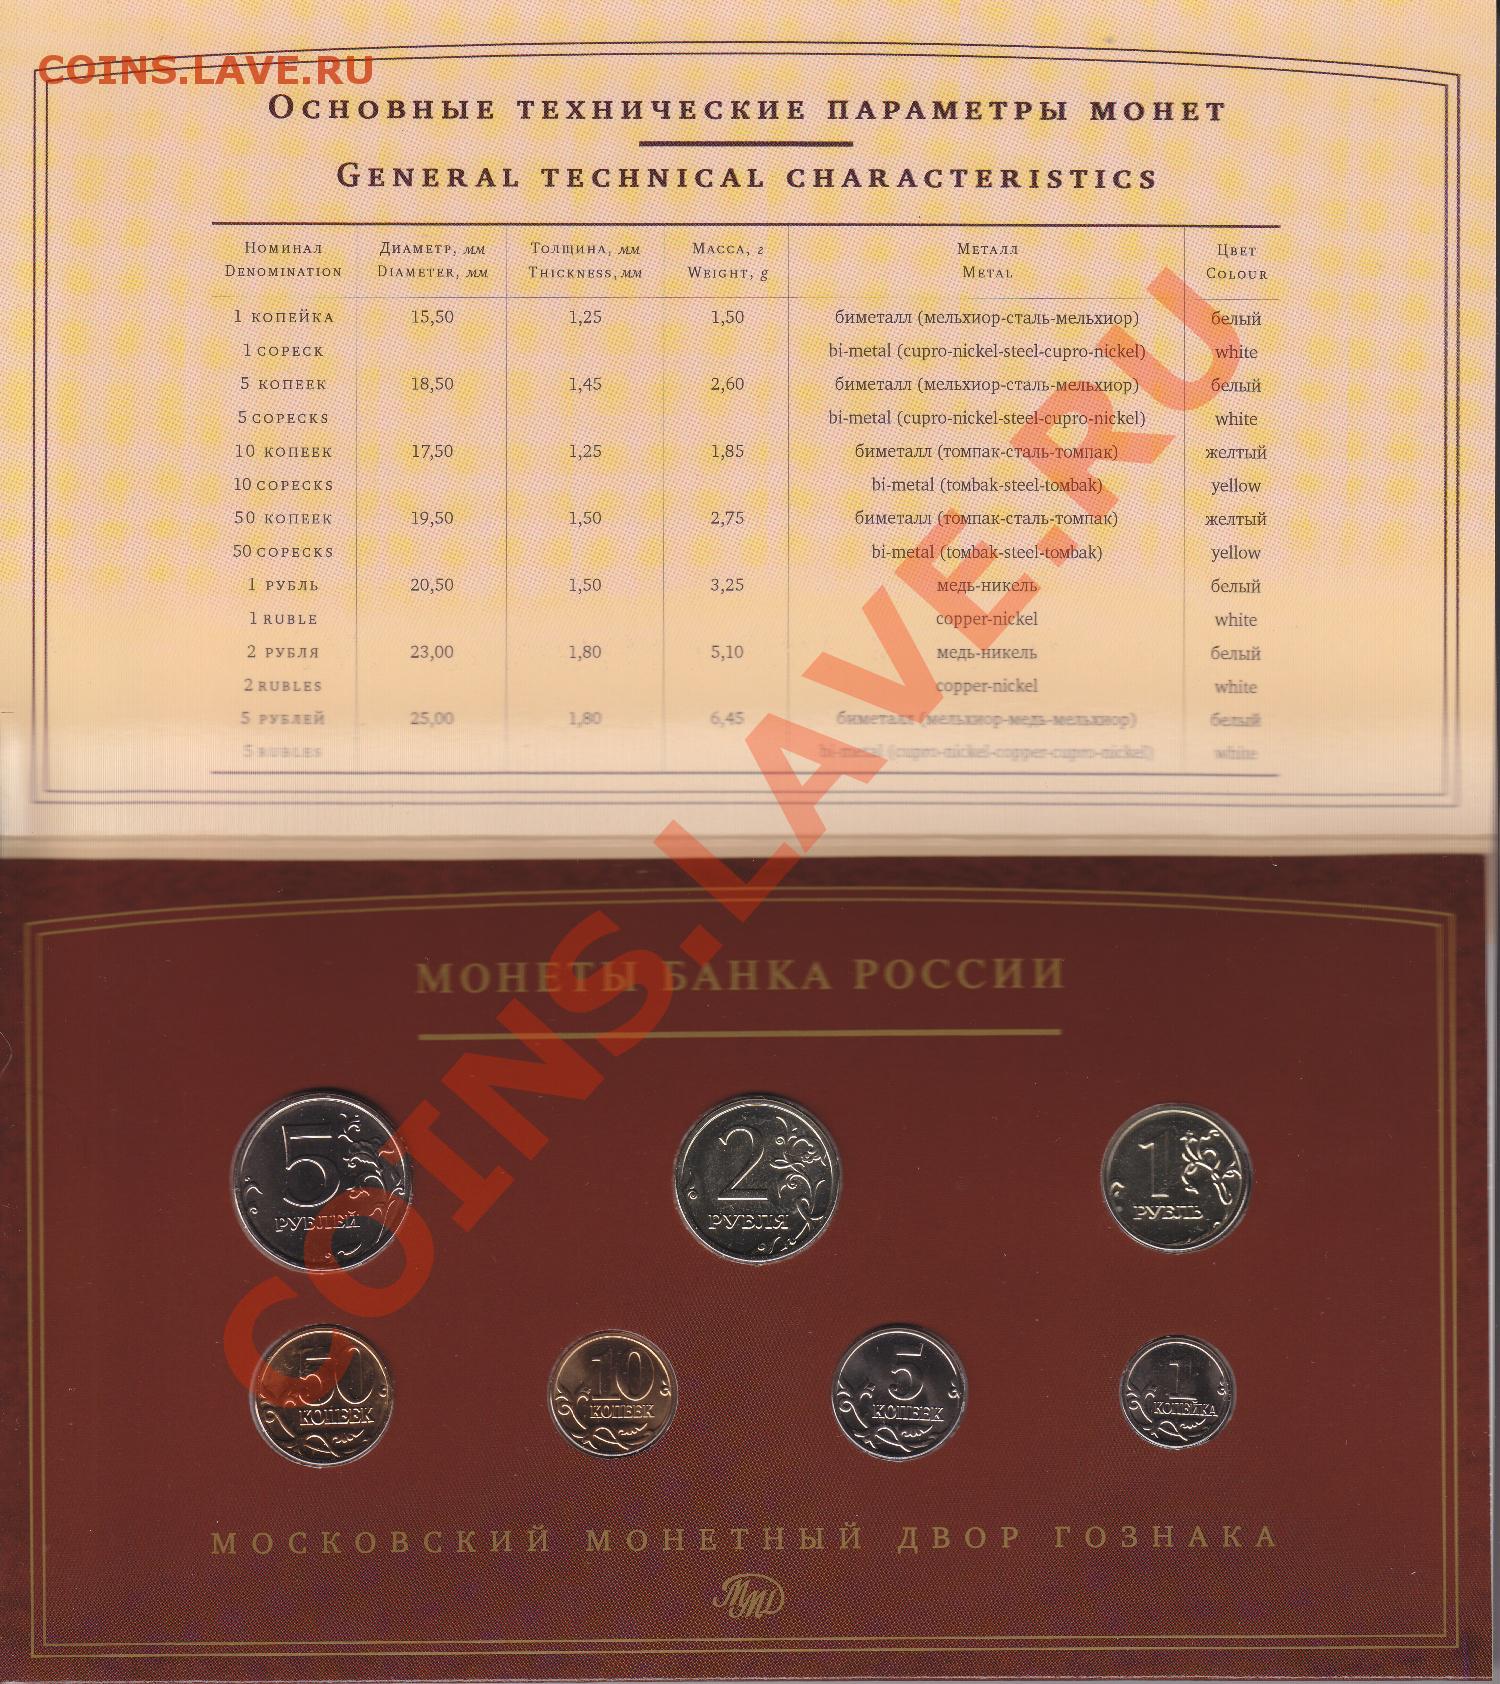 COINS.LAVE.RU
Основные технические параметры монет
General technical characteristics
Номинал Диаметр, мм Толщина, мм Масса, г Металл Цвет
Denomination Diameter, мм Thickness, мм Weight, g Metal Colour
1 копейка 15,50 1,25 1,50 биметалл (мельхиор-сталь-мельхиор) белый
1 copeck bi-metal (cupro-nickel-steel-cupro-nickel) white
5 копеек 18,50 1,45 2,60 биметалл (мельхиор-сталь-мельхиор) белый
5 copecks bi-metal (cupro-nickel-steel-cupro-nickel) white
10 копеек 17,50 1,25 1,85 биметалл (томпак-сталь-томпак) желтый
10 copecks bi-metal (tombak-steel-tombak) yellow
50 копеек 19,50 1,50 2,75 биметалл (томпак-сталь-томпак) желтый
50 copecks bi-metal (tombak-steel-tombak) yellow
1 рубль 20,50 1,50 3,25 медь-никель белый
1 ruble copper-nickel white
2 рубля 23,00 1,80 5,10 медь-никель белый
2 rubles copper-nickel white
5 рублей 25,00 1,80 6,45 биметалл (мельхиор-медь-мельхиор) белый
5 rubles bi-metal (cupro-nickel-copper-cupro-nickel) white
COINS.LAVE.RU
МОНЕТЫ БАНКА РОССИИ
5 РУБЛЕЙ
2 РУБЛЯ
1 РУБЛЬ
50 КОПЕЕК
10 КОПЕЕК
5 КОПЕЕК
1 КОПЕЙКА
МОСКОВСКИЙ МОНЕТНЫЙ ДВОР ГОЗНАКА
ММД